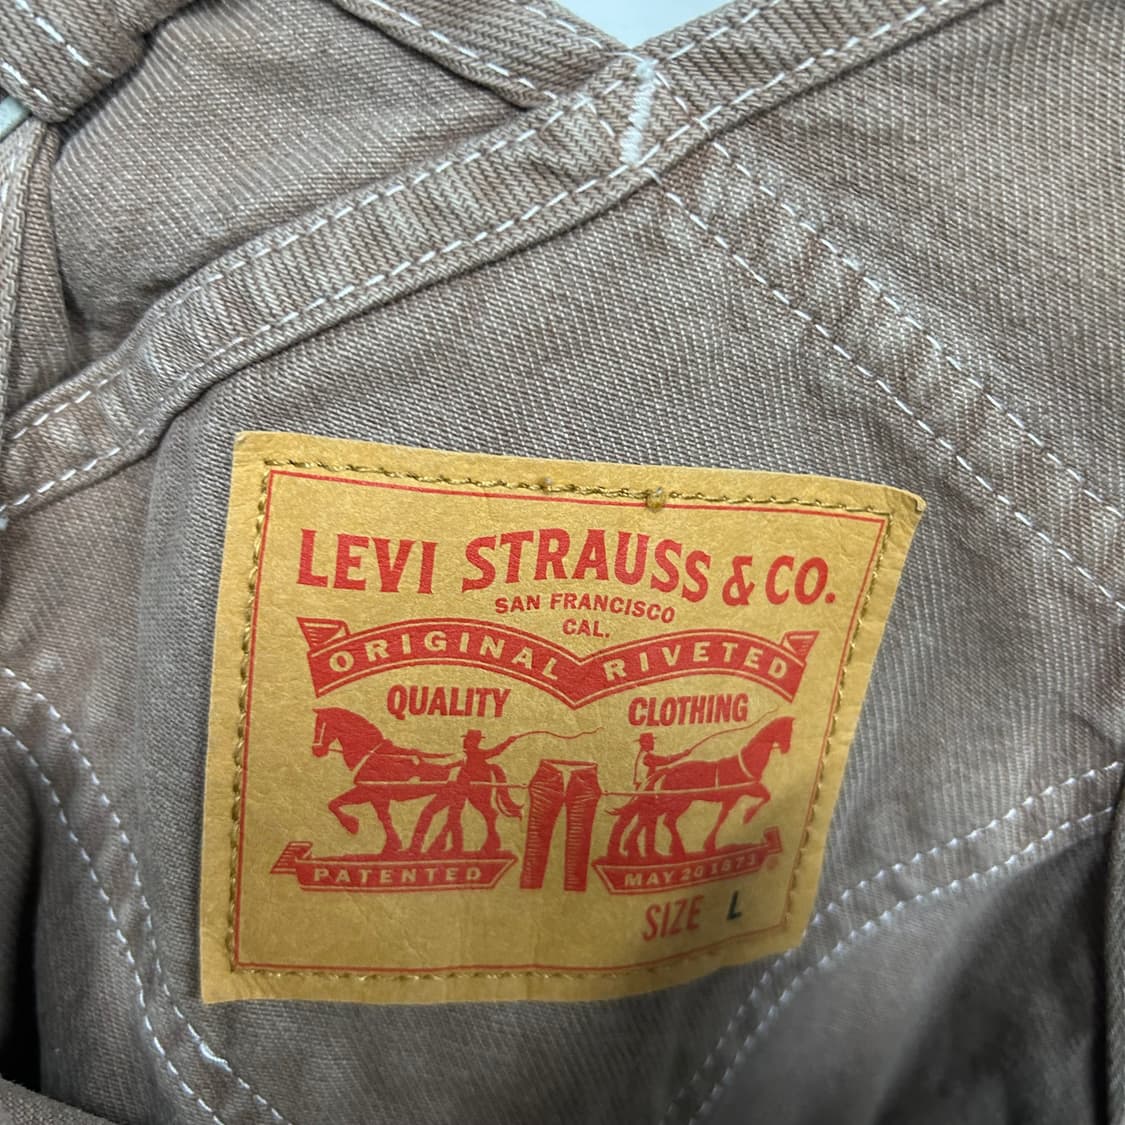 LEVI STRAUSS & CO.
SAN FRANCISCO
CAL.
ORIGINAL RIVETED
QUALITY CLOTHING
PATENTED MAY 20 1873
SIZE L